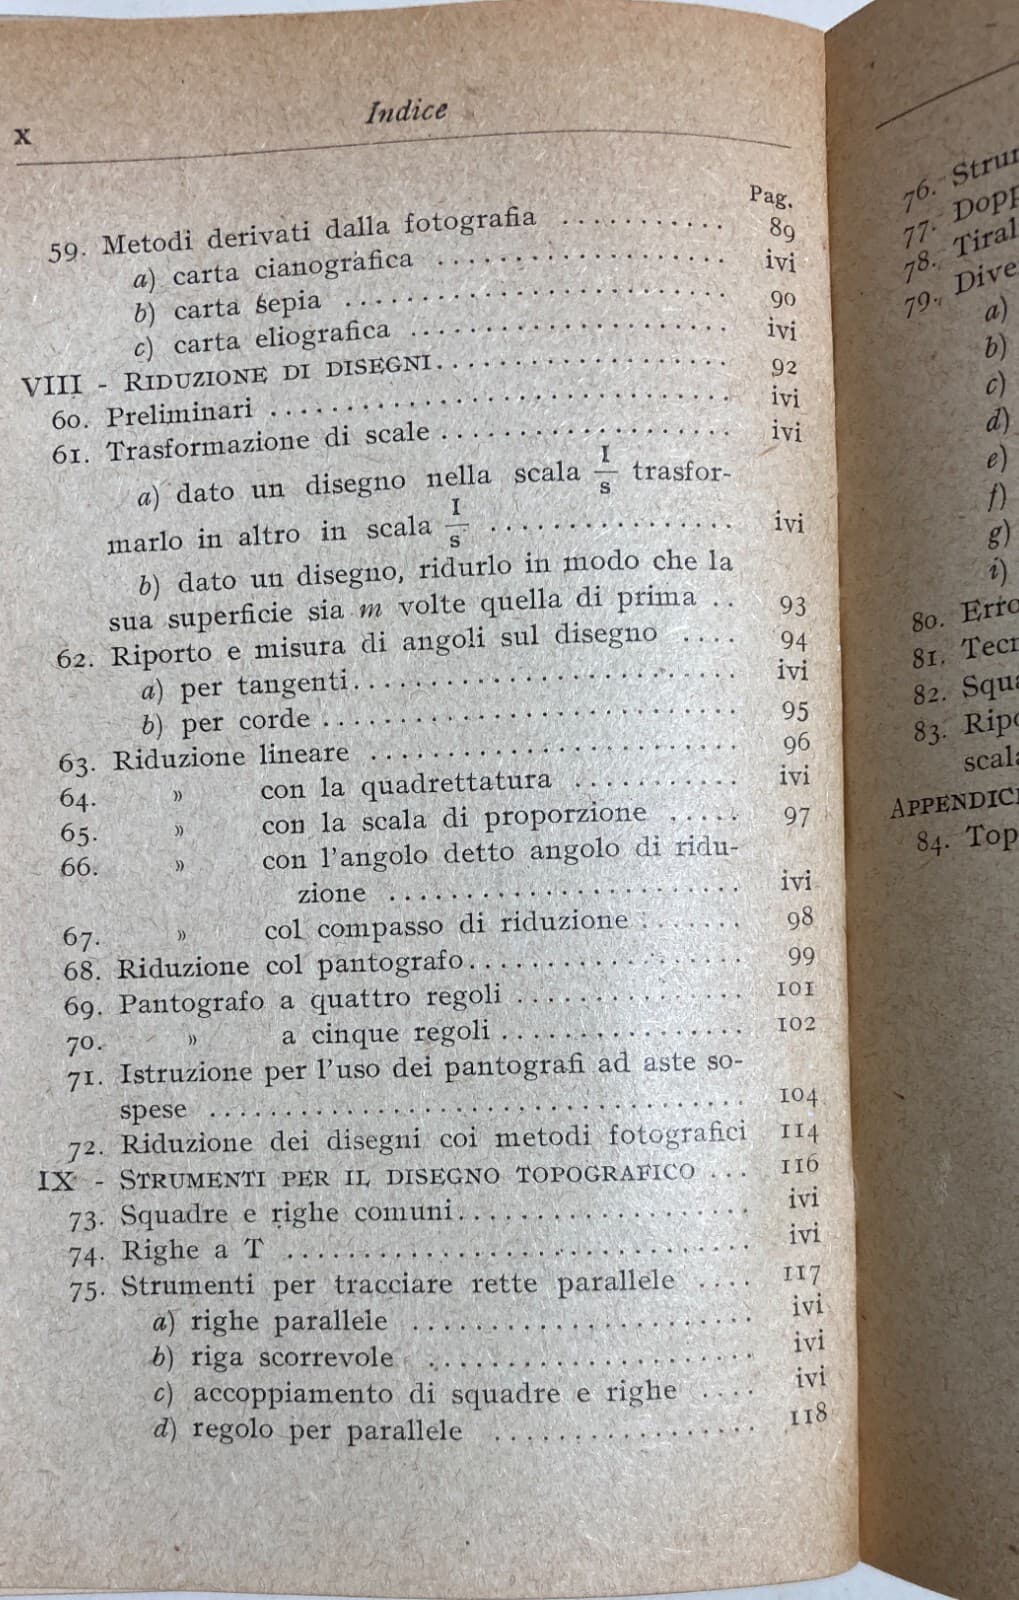 x
Indice
Pag.
59. Metodi derivati dalla fotografia .......... 89
a) carta cianografica .................. ivi
b) carta sepia ........................ 90
c) carta eliografica .................... ivi
VIII - RIDUZIONE DI DISEGNI.................. 92
60. Preliminari ............................. ivi
61. Trasformazione di scale .................. ivi
a) dato un disegno nella scala I/s trasfor-
marlo in altro in scala I/s ............... ivi
b) dato un disegno, ridurlo in modo che la
sua superficie sia m volte quella di prima .. 93
62. Riporto e misura di angoli sul disegno .... 94
a) per tangenti........................ ivi
b) per corde .......................... 95
63. Riduzione lineare ....................... 96
64. » con la quadrettatura .......... ivi
65. » con la scala di proporzione ..... 97
66. » con l'angolo detto angolo di ridu-
zione ...................... ivi
67. » col compasso di riduzione ....... 98
68. Riduzione col pantografo................. 99
69. Pantografo a quattro regoli .............. 101
70. » a cinque regoli ............... 102
71. Istruzione per l'uso dei pantografi ad aste so-
spese .................................. 104
72. Riduzione dei disegni coi metodi fotografici 114
IX - STRUMENTI PER IL DISEGNO TOPOGRAFICO ... 116
73. Squadre e righe comuni.................. ivi
74. Righe a T ............................. ivi
75. Strumenti per tracciare rette parallele .... 117
a) righe parallele ..................... ivi
b) riga scorrevole .................... ivi
c) accoppiamento di squadre e righe .... ivi
d) regolo per parallele ................ 118
76.
77.
78.
79.
a)
b)
c)
d)
e)
f)
g)
i)
80.
81.
82.
83.
84.